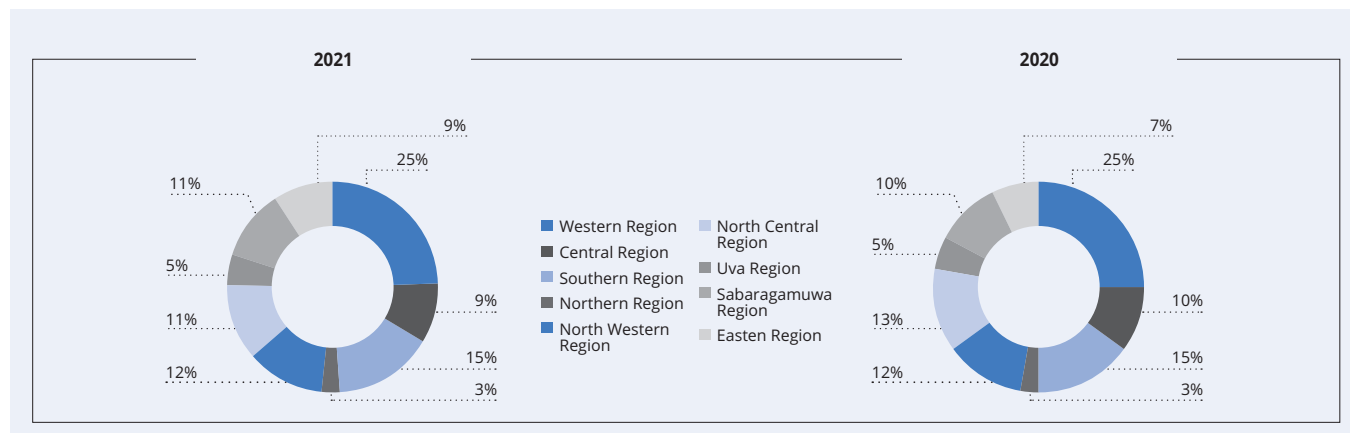 2021
2020
9%
25%
11%
5%
9%
11%
15%
12%
3%
Western Region
Central Region
Southern Region
Northern Region
North Western
Region
North Central
Region
Uva Region
Sabaragamuwa
Region
Easten Region
7%
25%
10%
5%
10%
13%
15%
12%
3%